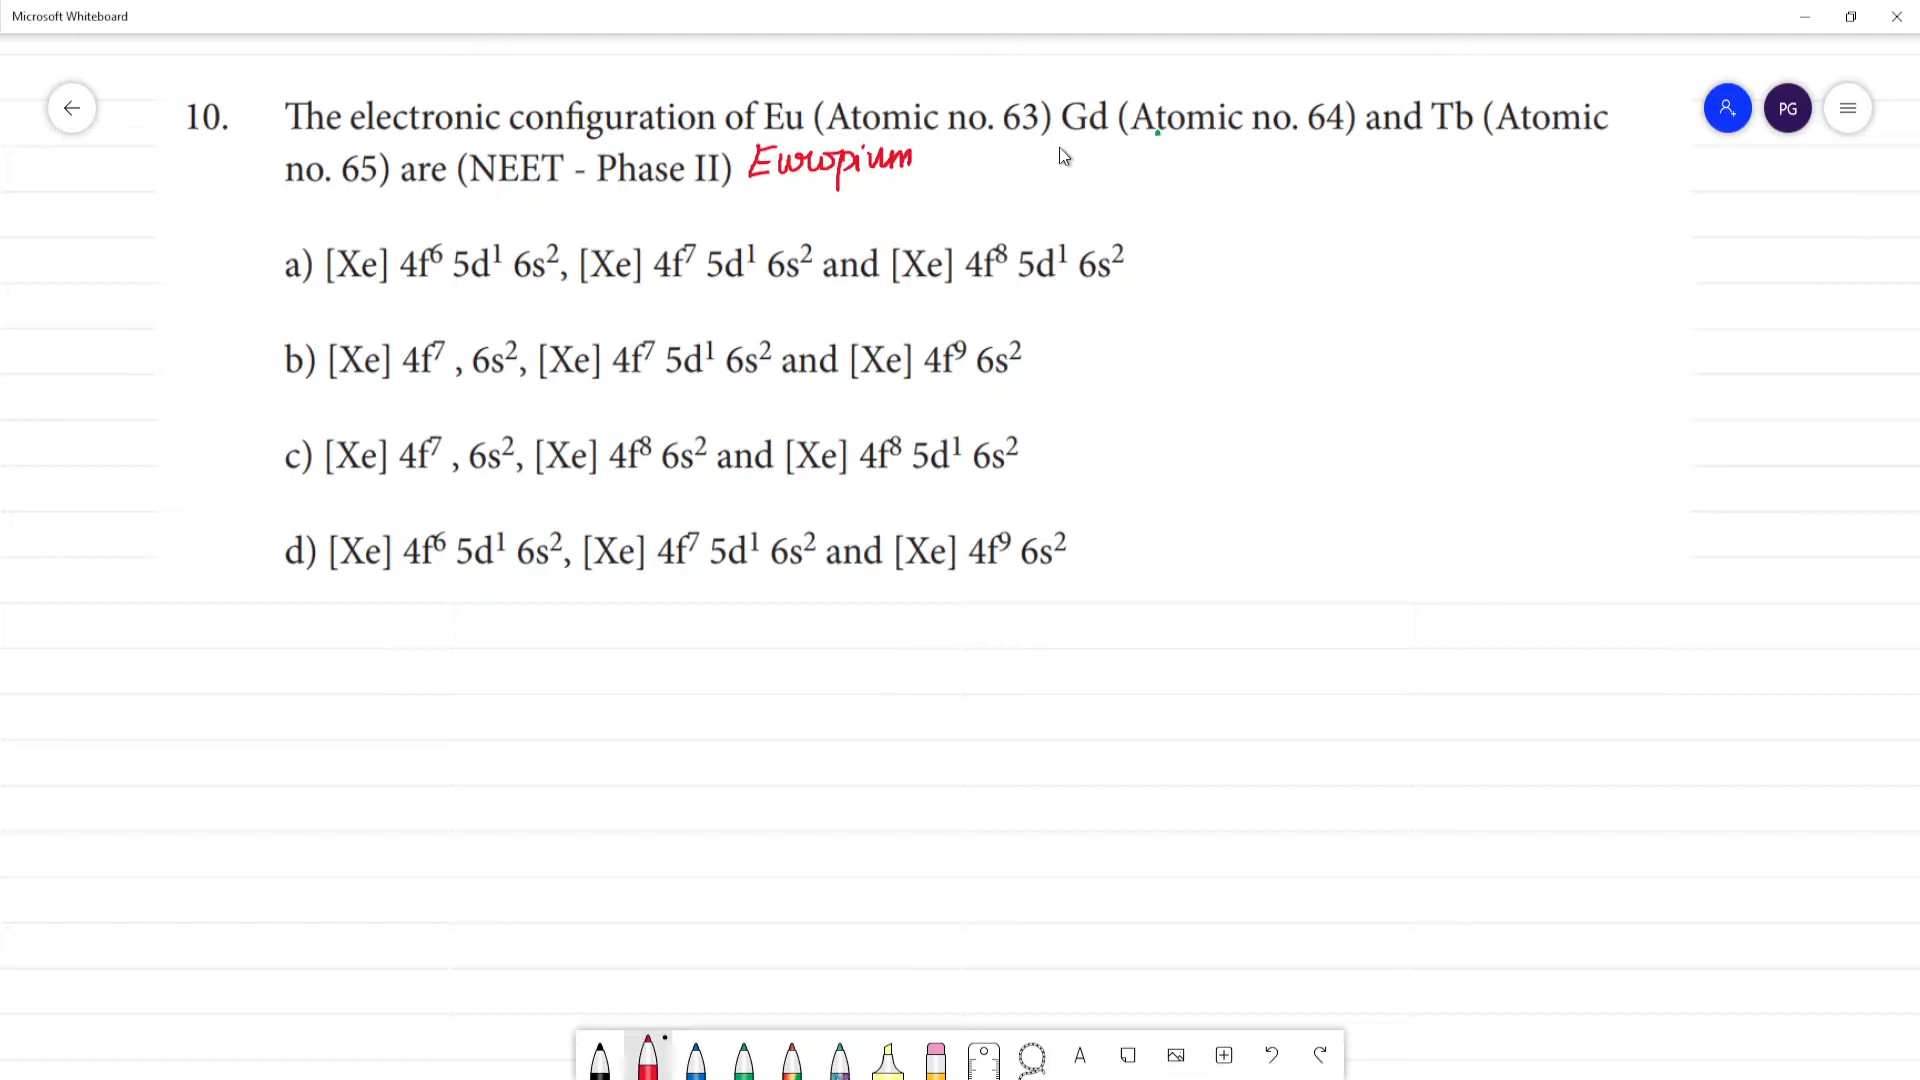 Microsoft Whiteboard
PG
10. The electronic configuration of Eu (Atomic no. 63) Gd (Atomic no. 64) and Tb (Atomic
no. 65) are (NEET - Phase II) Europium
a) [Xe] 4f⁶ 5d¹ 6s², [Xe] 4f⁷ 5d¹ 6s² and [Xe] 4f⁸ 5d¹ 6s²
b) [Xe] 4f⁷ , 6s², [Xe] 4f⁷ 5d¹ 6s² and [Xe] 4f⁹ 6s²
c) [Xe] 4f⁷ , 6s², [Xe] 4f⁸ 6s² and [Xe] 4f⁸ 5d¹ 6s²
d) [Xe] 4f⁶ 5d¹ 6s², [Xe] 4f⁷ 5d¹ 6s² and [Xe] 4f⁹ 6s²
A